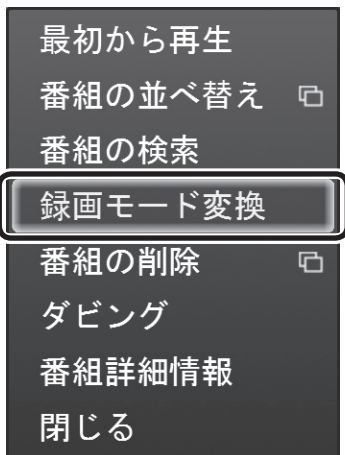 最初から再生
番組の並べ替え
番組の検索
録画モード変換
番組の削除
ダビング
番組詳細情報
閉じる